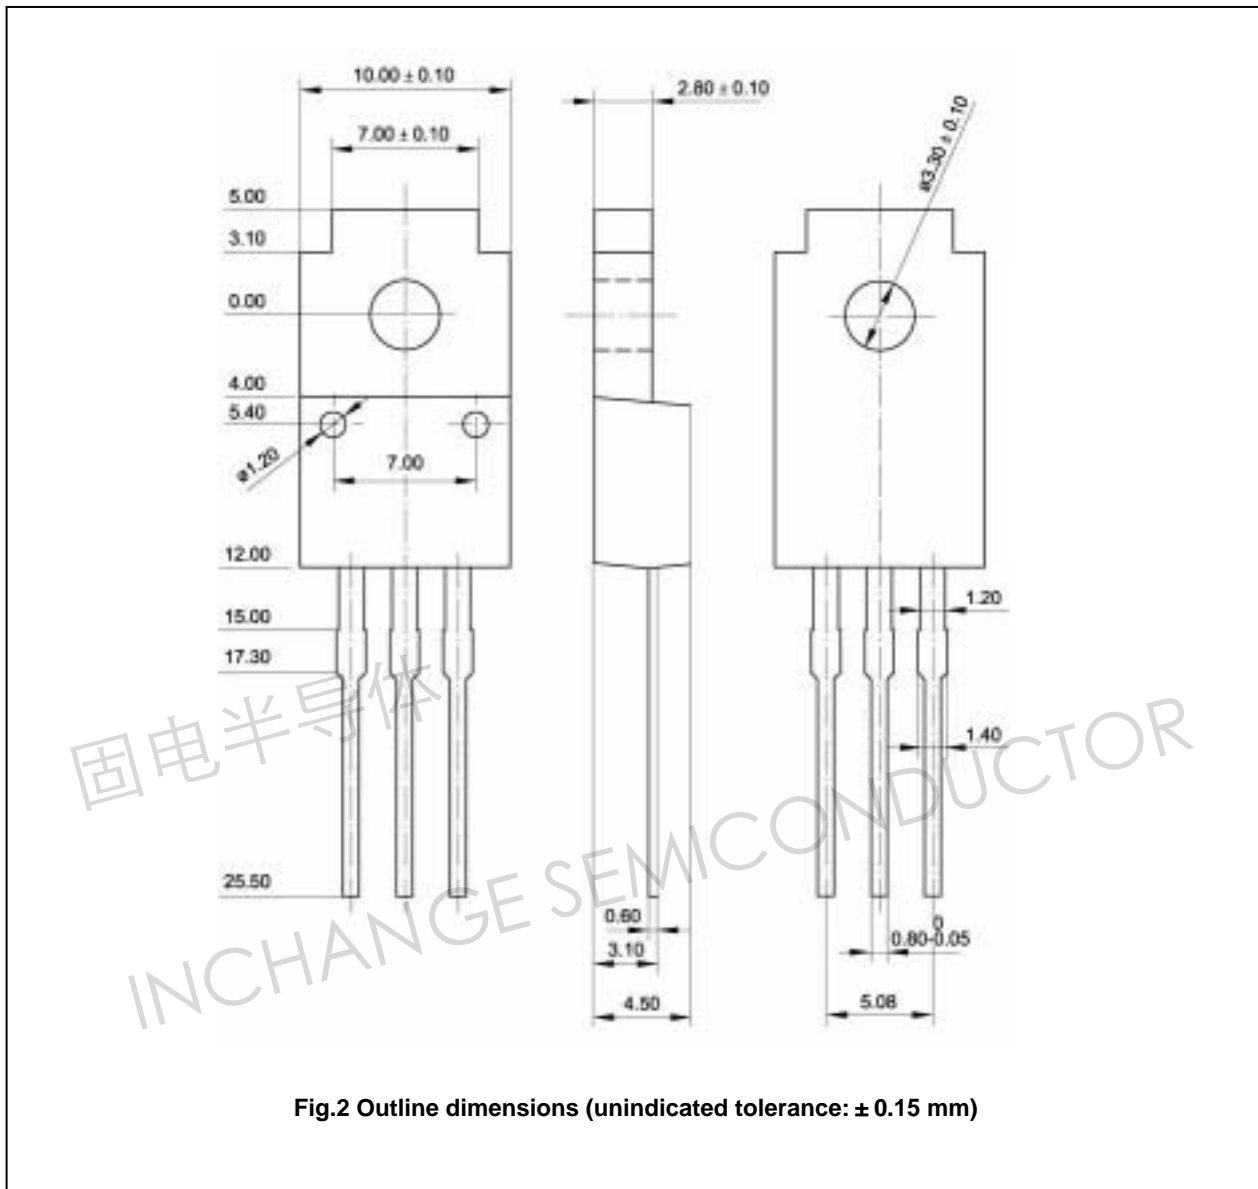 10.00 ± 0.10
2.80 ± 0.10
ø3.30 ± 0.10
7.00 ± 0.10
5.00
3.10
0.00
4.00
5.40
ø1.20
7.00
12.00
15.00
1.20
17.30
1.40
25.50
0.60
0
0.80-0.05
3.10
4.50
5.08
固电半导体
INCHANGE SEMICONDUCTOR
Fig.2 Outline dimensions (unindicated tolerance: ± 0.15 mm)